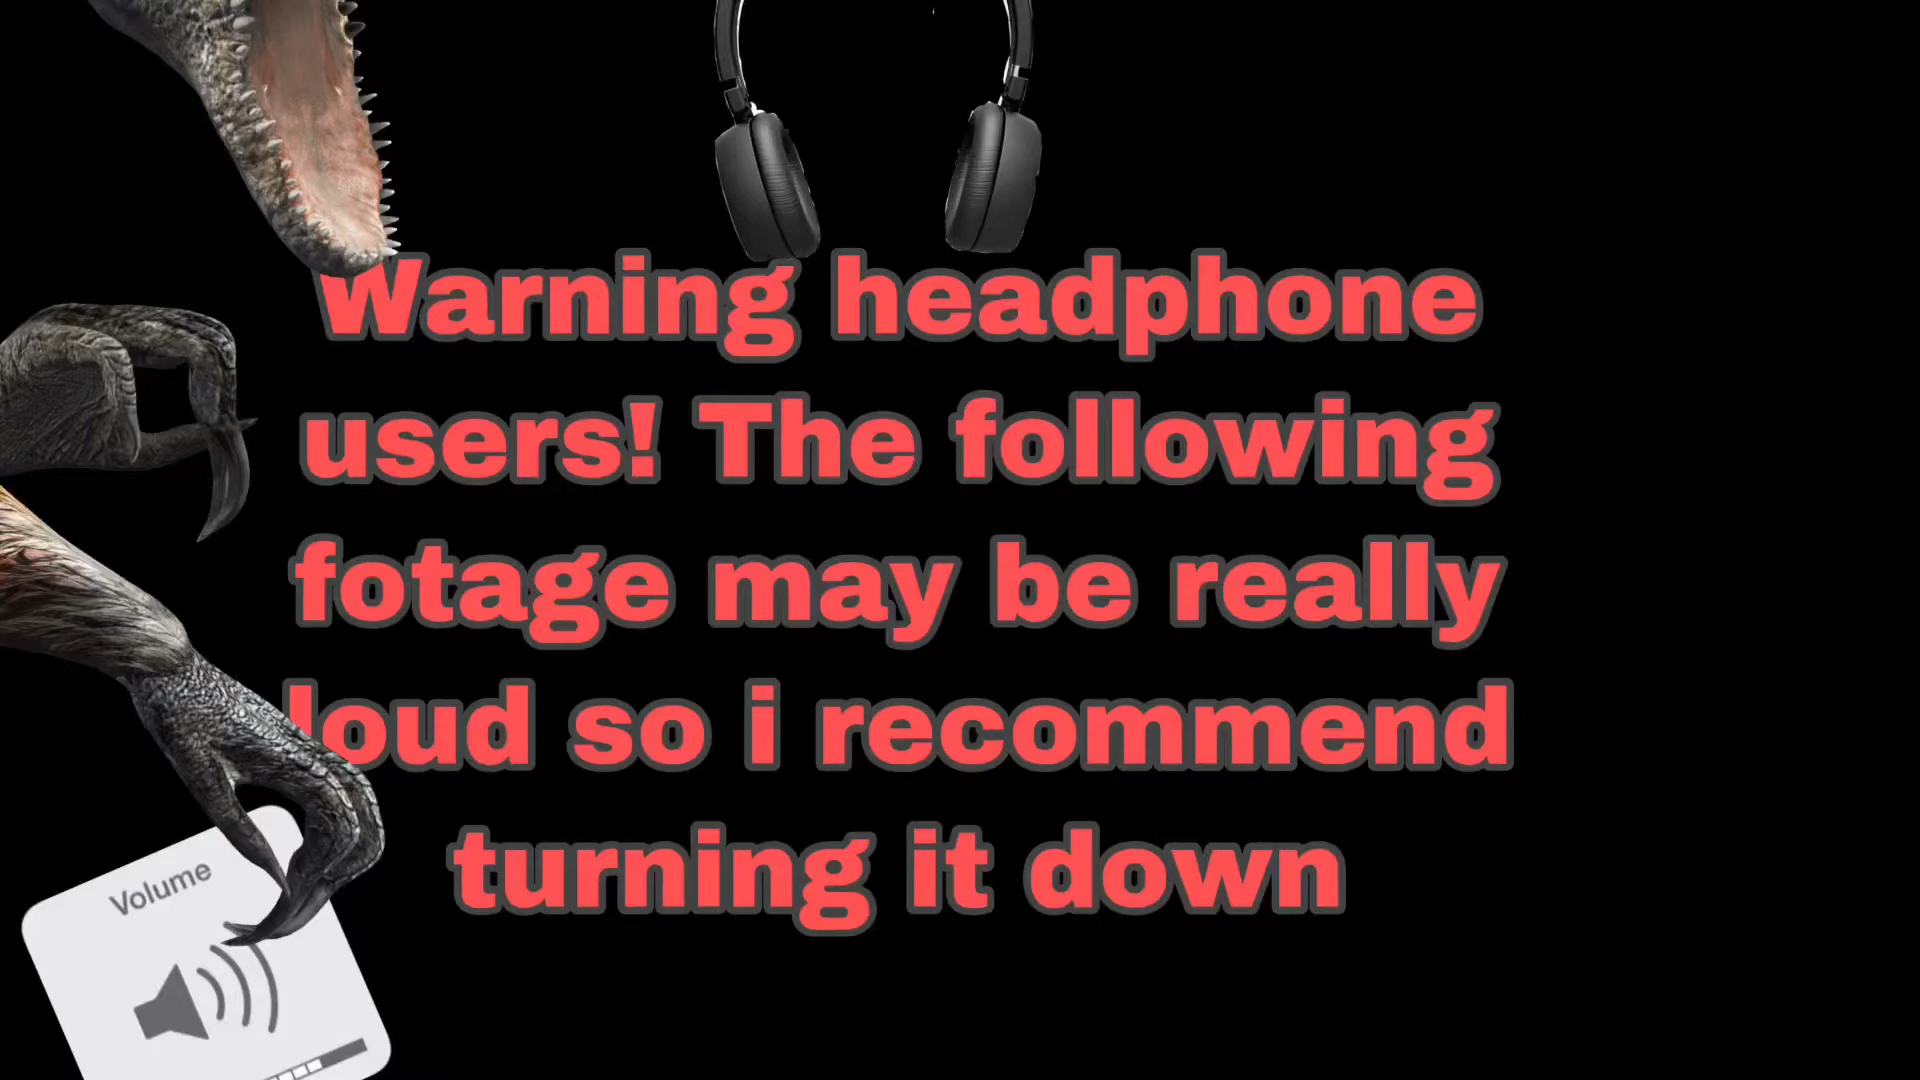 Warning headphone
users! The following
fotage may be really
loud so i recommend
turning it down
Volume